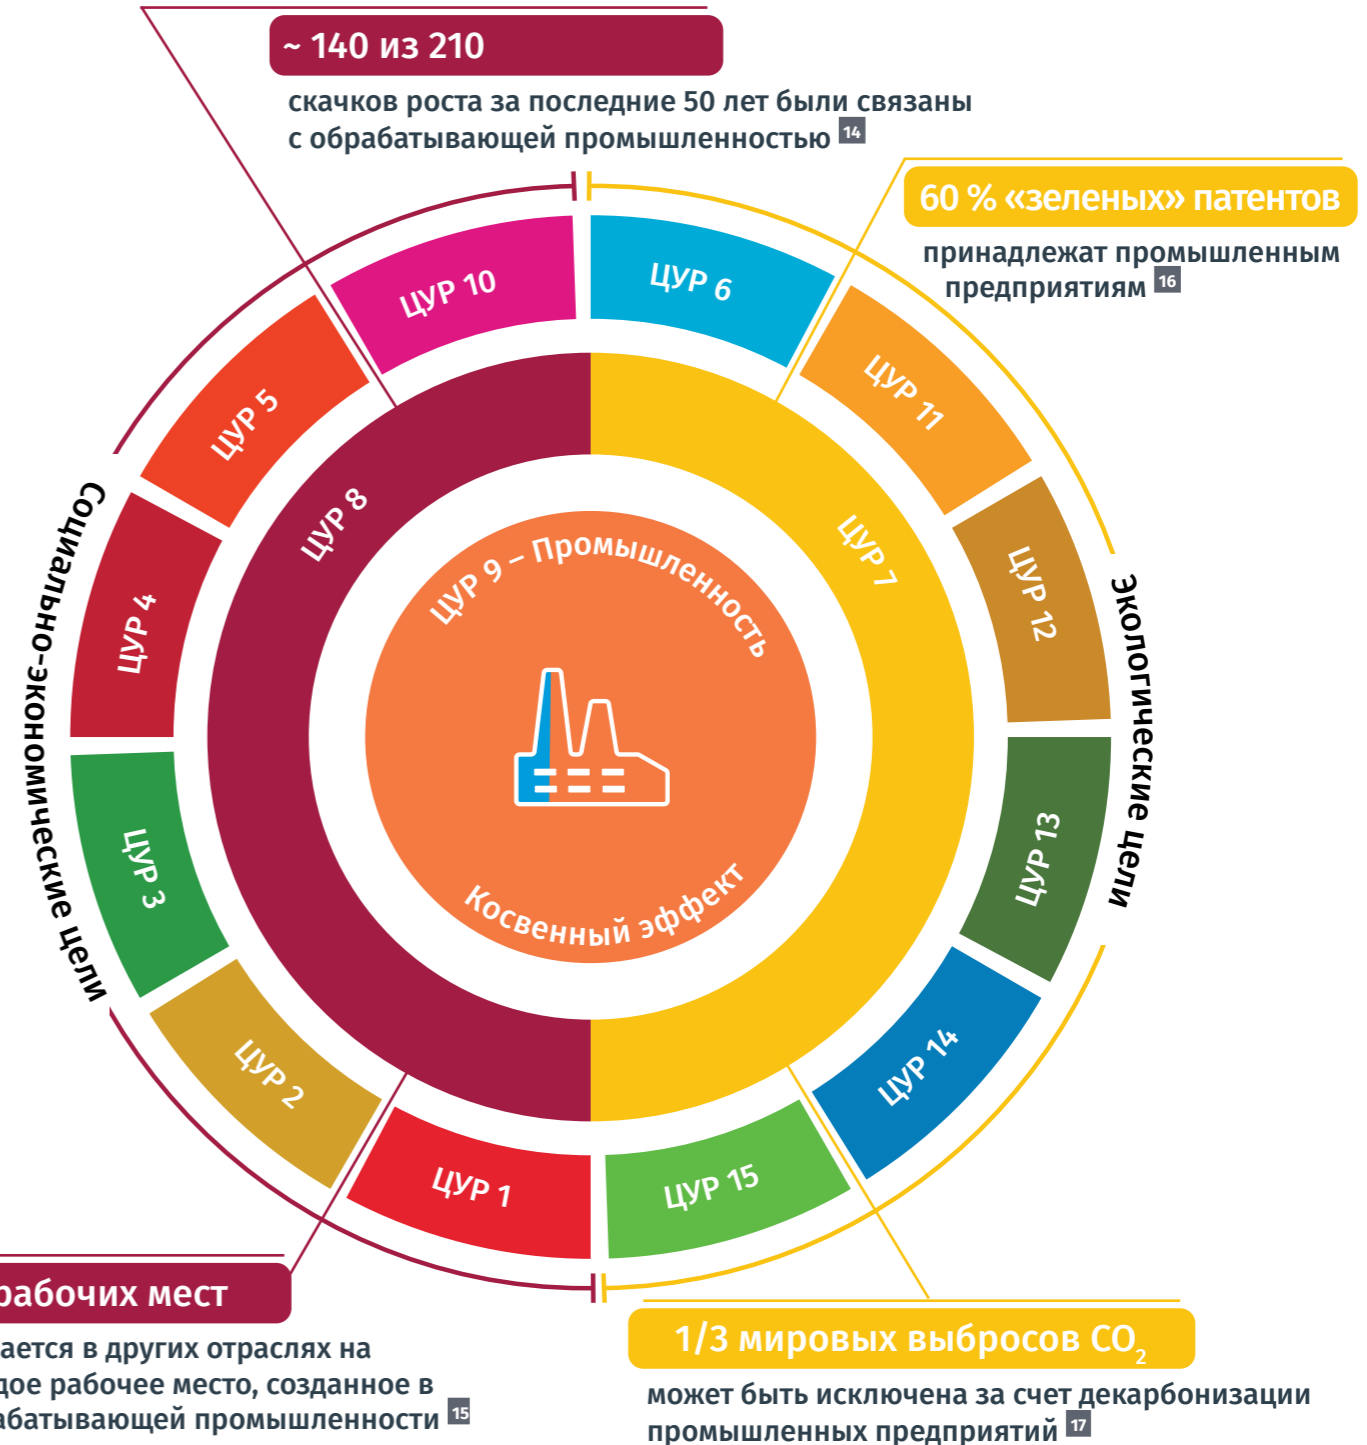 ~ 140 из 210
скачков роста за последние 50 лет были связаны
с обрабатывающей промышленностью 14
60 % «зеленых» патентов
принадлежат промышленным
предприятиям 16
ЦУР 10
ЦУР 6
ЦУР 5
ЦУР 11
ЦУР 4
ЦУР 12
ЦУР 3
ЦУР 13
ЦУР 2
ЦУР 14
ЦУР 1
ЦУР 15
ЦУР 8
ЦУР 7
ЦУР 9 – Промышленность
Косвенный эффект
Социально-экономические цели
Экологические цели
рабочих мест
ается в других отраслях на
дое рабочее место, созданное в
абатывающей промышленности 15
1/3 мировых выбросов CO2
может быть исключена за счет декарбонизации
промышленных предприятий 17